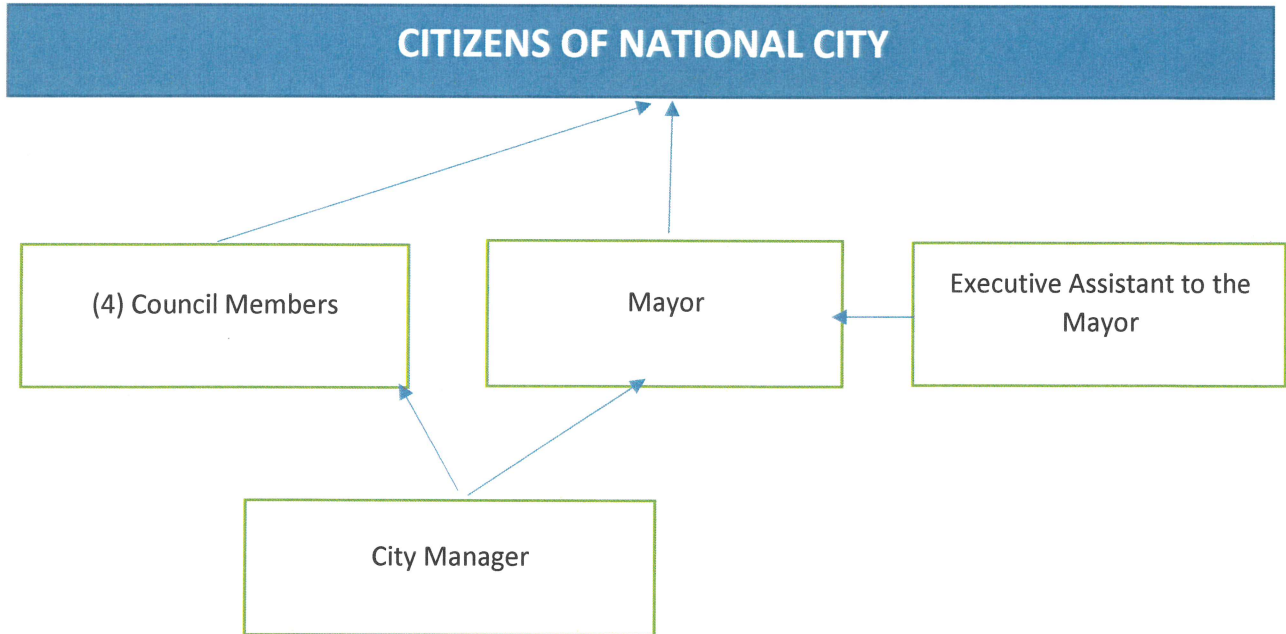 CITIZENS OF NATIONAL CITY
(4) Council Members
Mayor
Executive Assistant to the
Mayor
City Manager